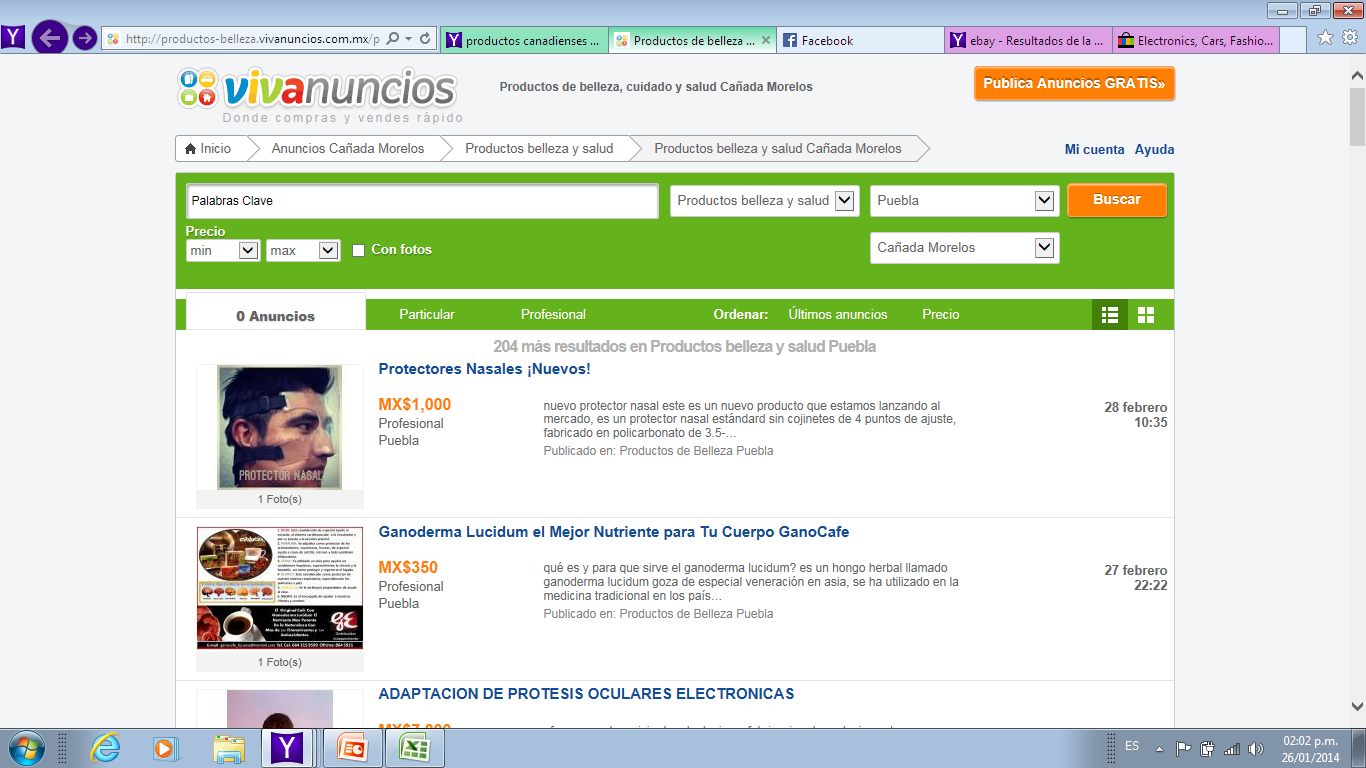 http://productos-belleza.vivanuncios.com.mx/p
productos canadienses ...
Productos de belleza ...
Facebook
ebay - Resultados de la ...
Electronics, Cars, Fashio...
vivanuncios
Donde compras y vendes rápido
Productos de belleza, cuidado y salud Cañada Morelos
Publica Anuncios GRATIS»
Inicio
Anuncios Cañada Morelos
Productos belleza y salud
Productos belleza y salud Cañada Morelos
Mi cuenta Ayuda
Palabras Clave
Productos belleza y salud
Puebla
Buscar
Precio
min
max
Con fotos
Cañada Morelos
0 Anuncios
Particular
Profesional
Ordenar:
Últimos anuncios
Precio
204 más resultados en Productos belleza y salud Puebla
Protectores Nasales ¡Nuevos!
PROTECTOR NASAL
1 Foto(s)
MX$1,000
Profesional
Puebla
nuevo protector nasal este es un nuevo producto que estamos lanzando al
mercado, es un protector nasal estándard sin cojinetes de 4 puntos de ajuste,
fabricado en policarbonato de 3.5-...
Publicado en: Productos de Belleza Puebla
28 febrero
10:35
Ganoderma Lucidum el Mejor Nutriente para Tu Cuerpo GanoCafe
1 Foto(s)
MX$350
Profesional
Puebla
qué es y para que sirve el ganoderma lucidum? es un hongo herbal llamado
ganoderma lucidum goza de especial veneración en asia, se ha utilizado en la
medicina tradicional en los país...
Publicado en: Productos de Belleza Puebla
27 febrero
22:22
ADAPTACION DE PROTESIS OCULARES ELECTRONICAS
ES
02:02 p.m.
26/01/2014